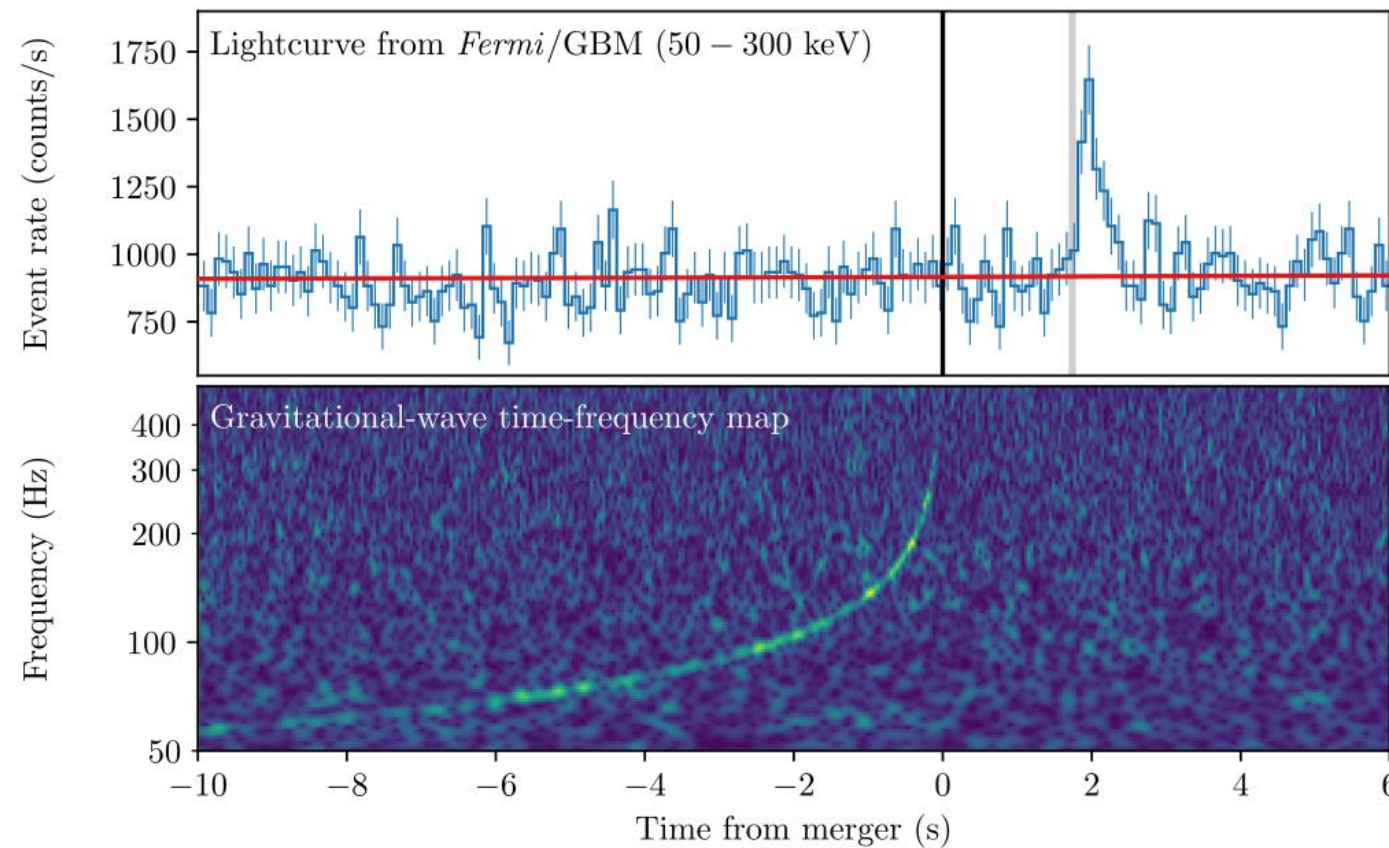 Lightcurve from Fermi/GBM (50 – 300 keV)
Event rate (counts/s)
1750
1500
1250
1000
750
Gravitational-wave time-frequency map
Frequency (Hz)
400
300
200
100
50
−10 −8 −6 −4 −2 0 2 4 6
Time from merger (s)